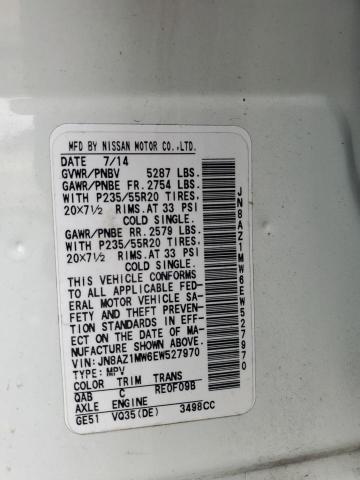 MFD BY NISSAN MOTOR CO.,LTD.
DATE 7/14
GVWR/PNBV 5287 LBS.
GAWR/PNBE FR. 2754 LBS.
WITH P235/55R20 TIRES,
20X7½ RIMS. AT 33 PSI
COLD SINGLE.
GAWR/PNBE RR. 2579 LBS.
WITH P235/55R20 TIRES,
20X7½ RIMS. AT 33 PSI
COLD SINGLE.
THIS VEHICLE CONFORMS
TO ALL APPLICABLE FED-
ERAL MOTOR VEHICLE SA-
FETY AND THEFT PREVENT-
ION STANDARDS IN EFF-
ECT ON THE DATE OF MA-
NUFACTURE SHOWN ABOVE
VIN: JN8AZ1MW6EW527970
TYPE: MPV
COLOR TRIM TRANS
QAB C RE0F09B
AXLE ENGINE
GE51 VQ35(DE) 3498CC
JN8AZ1MW6EW527970